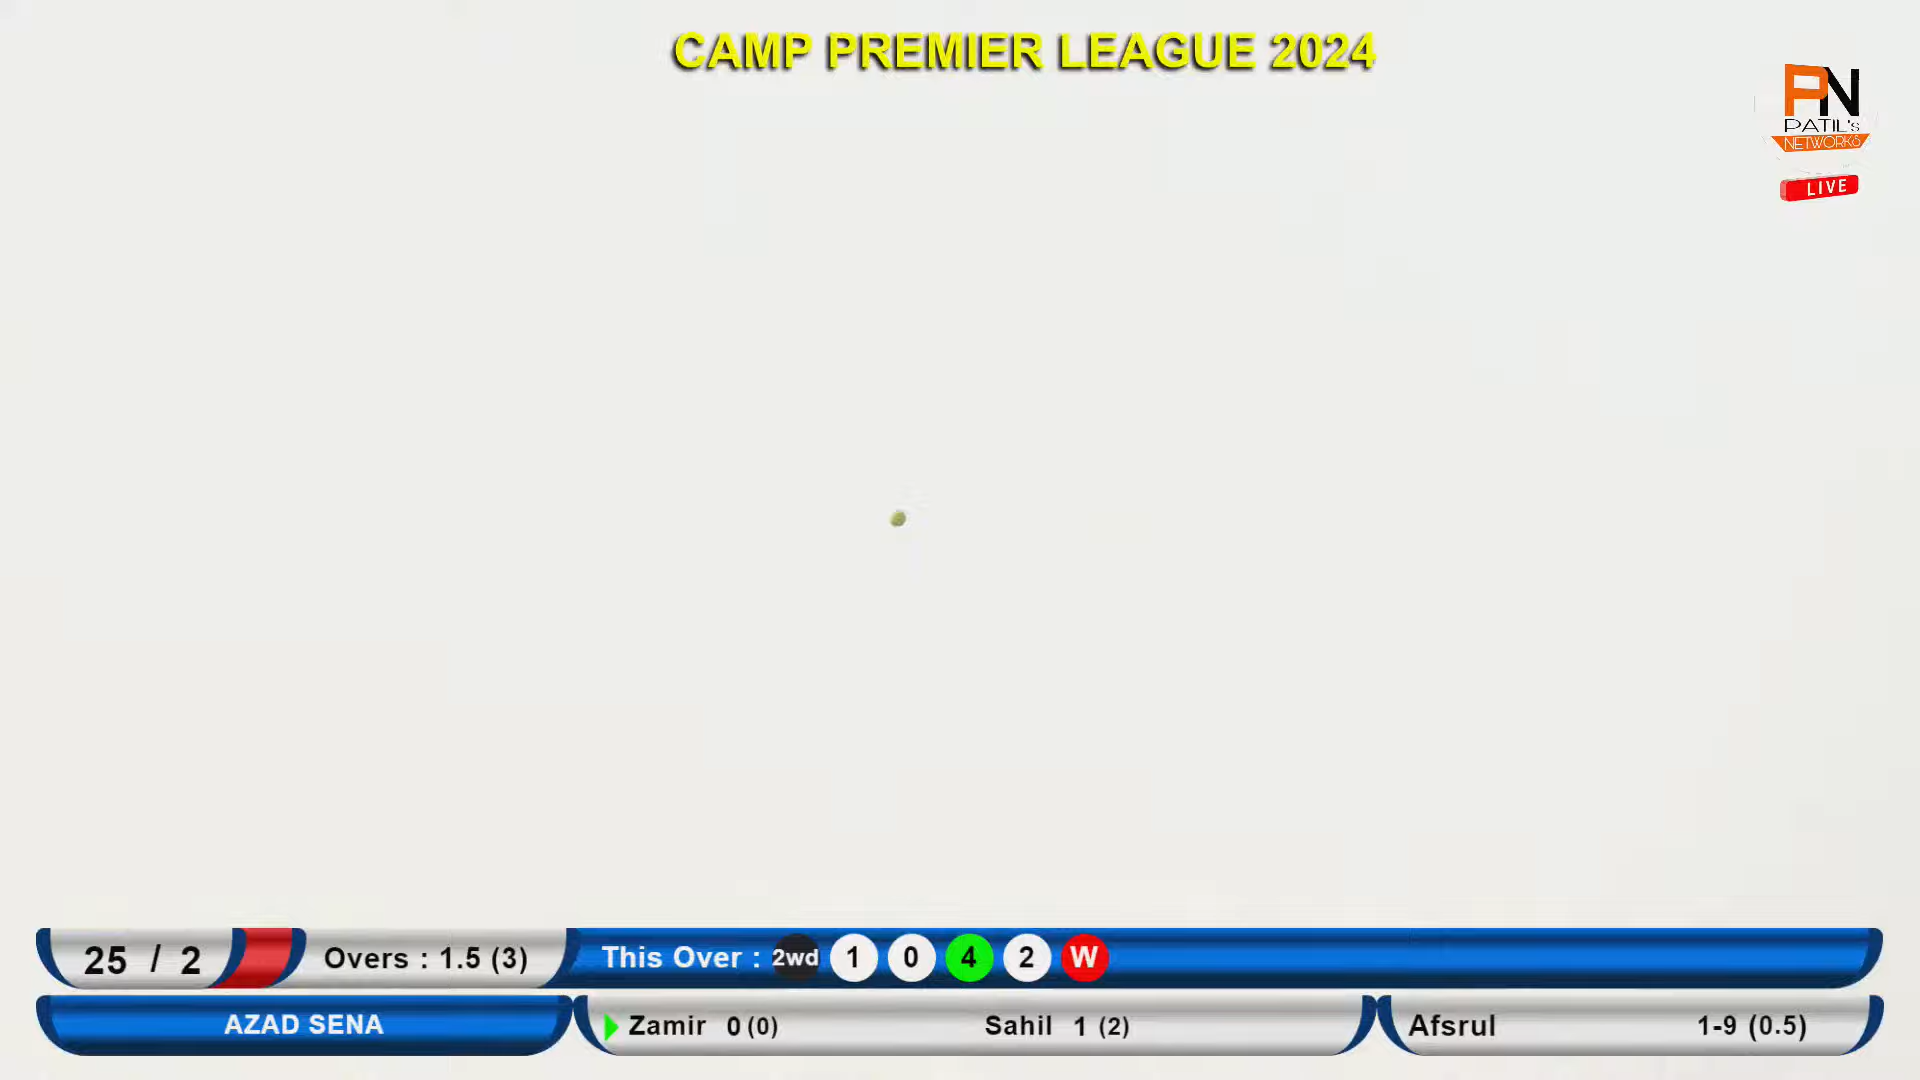 CAMP PREMIER LEAGUE 2024
PN
PATIL's
NETWORKS
LIVE
25 / 2 Overs : 1.5 (3) This Over : 2wd 1 0 4 2 W
AZAD SENA Zamir 0 (0) Sahil 1 (2) Afsrul 1-9 (0.5)